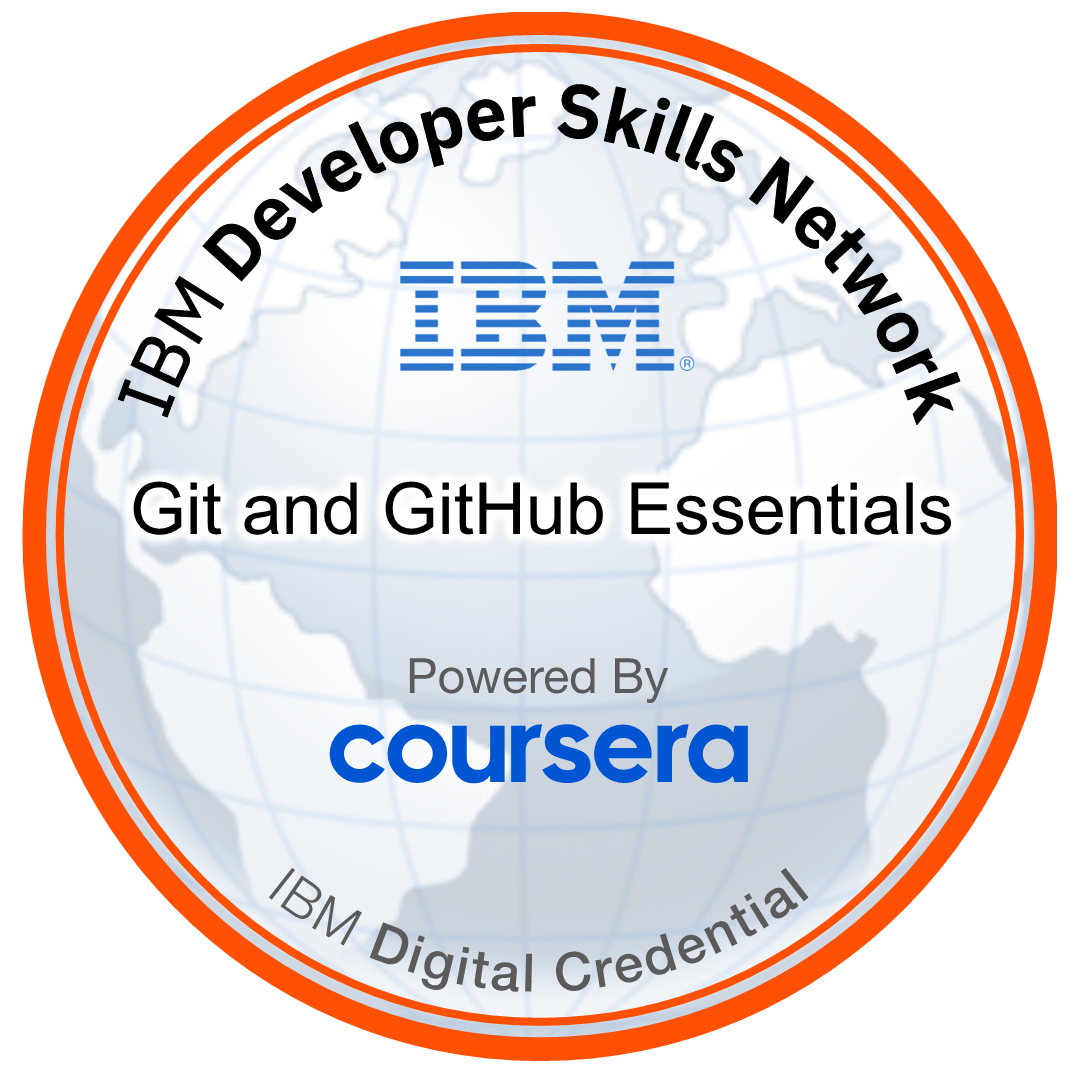 IBM Developer Skills Network
IBM®
Git and GitHub Essentials
Powered By
coursera
IBM Digital Credential